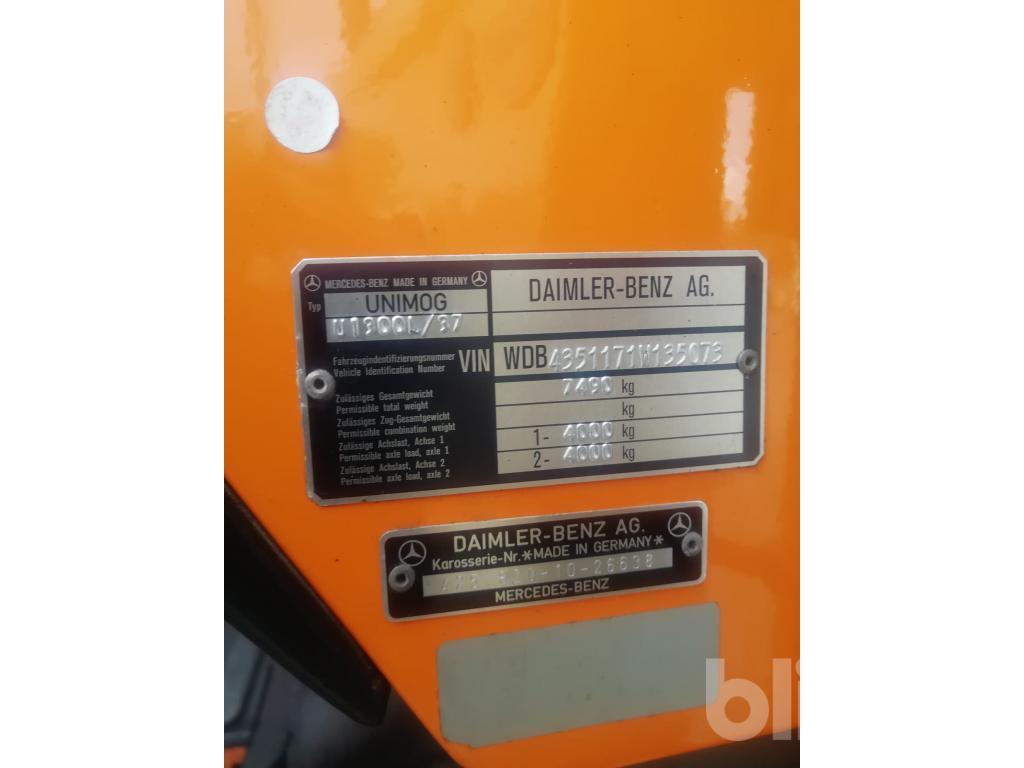 MERCEDES-BENZ MADE IN GERMANY
Typ UNIMOG
U1300L/37
DAIMLER-BENZ AG.
Fahrzeugidentifizierungsnummer
Vehicle Identification Number
VIN WDB4351171W135073
Zulässiges Gesamtgewicht
Permissible total weight
7490 kg
Zulässiges Zug-Gesamtgewicht
Permissible combination weight
kg
Zulässige Achslast, Achse 1
Permissible axle load, axle 1
1- 4000 kg
Zulässige Achslast, Achse 2
Permissible axle load, axle 2
2- 4000 kg
DAIMLER-BENZ AG.
Karosserie-Nr.*MADE IN GERMANY*
10-26638
MERCEDES-BENZ